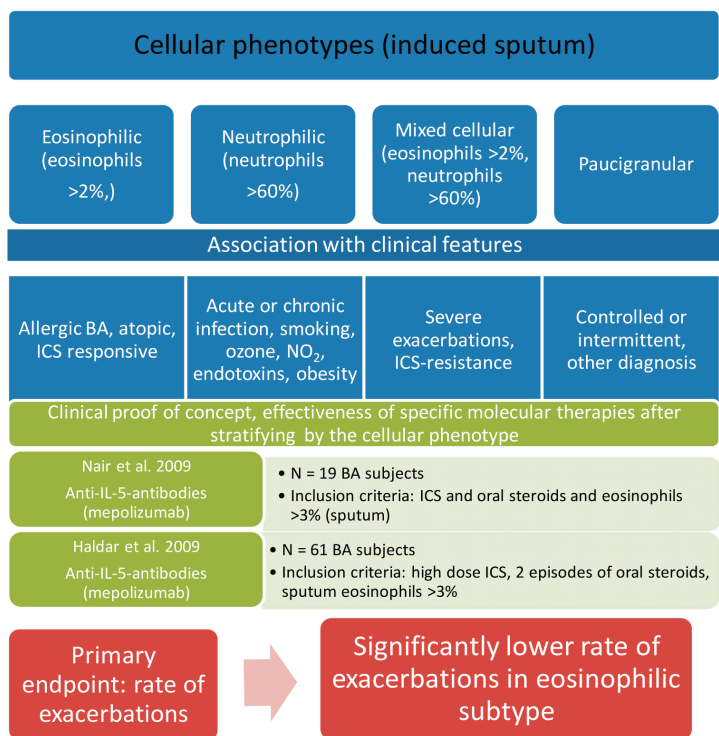 Cellular phenotypes (induced sputum)
Eosinophilic
(eosinophils
>2%,)
Neutrophilic
(neutrophils
>60%)
Mixed cellular
(eosinophils >2%,
neutrophils
>60%)
Paucigranular
Association with clinical features
Allergic BA, atopic,
ICS responsive
Acute or chronic
infection, smoking,
ozone, NO₂,
endotoxins, obesity
Severe
exacerbations,
ICS-resistance
Controlled or
intermittent,
other diagnosis
Clinical proof of concept, effectiveness of specific molecular therapies after
stratifying by the cellular phenotype
Nair et al. 2009
Anti-IL-5-antibodies
(mepolizumab)
• N = 19 BA subjects
• Inclusion criteria: ICS and oral steroids and eosinophils
>3% (sputum)
Haldar et al. 2009
Anti-IL-5-antibodies
(mepolizumab)
• N = 61 BA subjects
• Inclusion criteria: high dose ICS, 2 episodes of oral steroids,
sputum eosinophils >3%
Primary
endpoint: rate of
exacerbations
Significantly lower rate of
exacerbations in eosinophilic
subtype